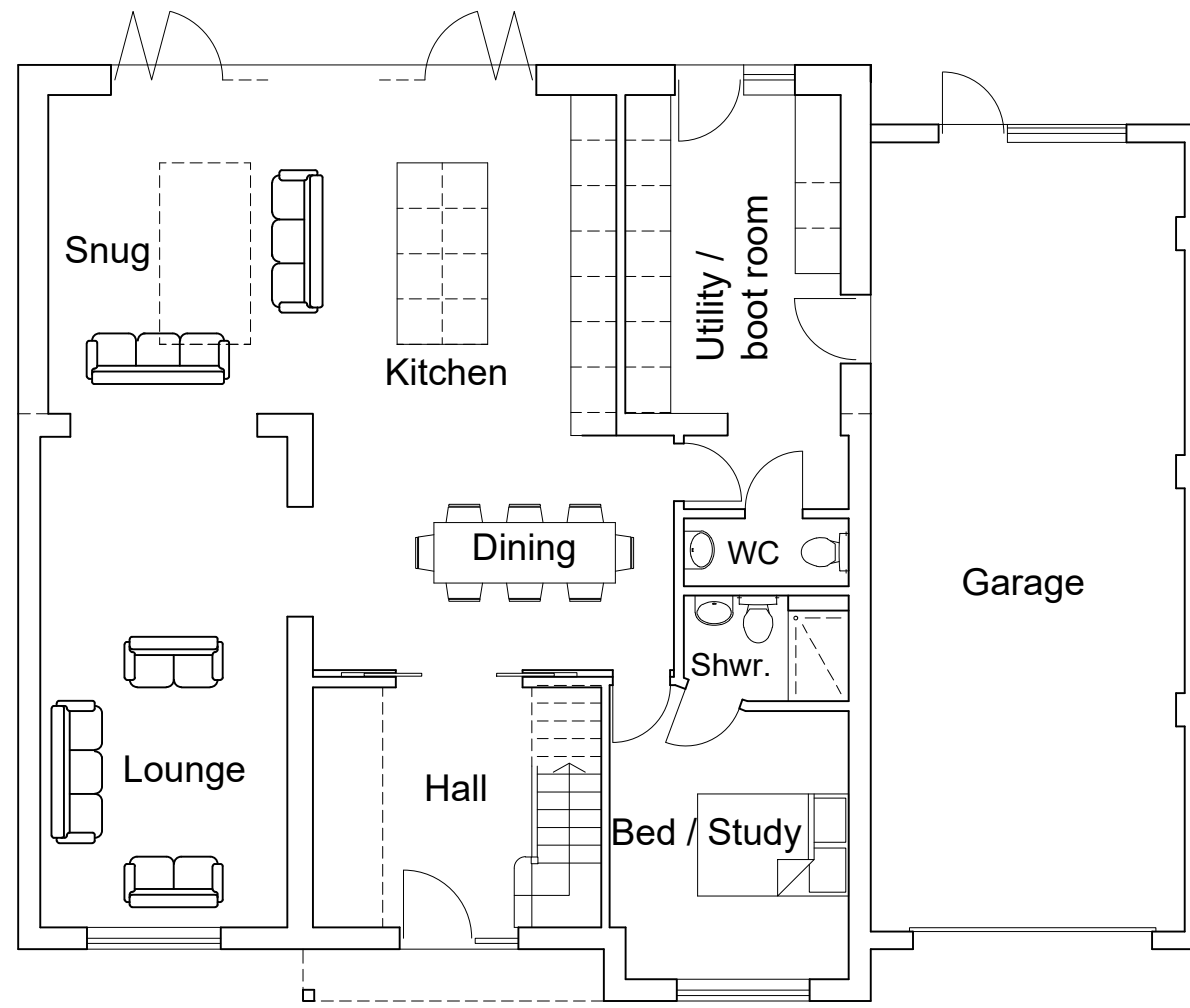 Snug
Kitchen
Utility /
boot room
Dining
WC
Garage
Shwr.
Lounge
Hall
Bed / Study